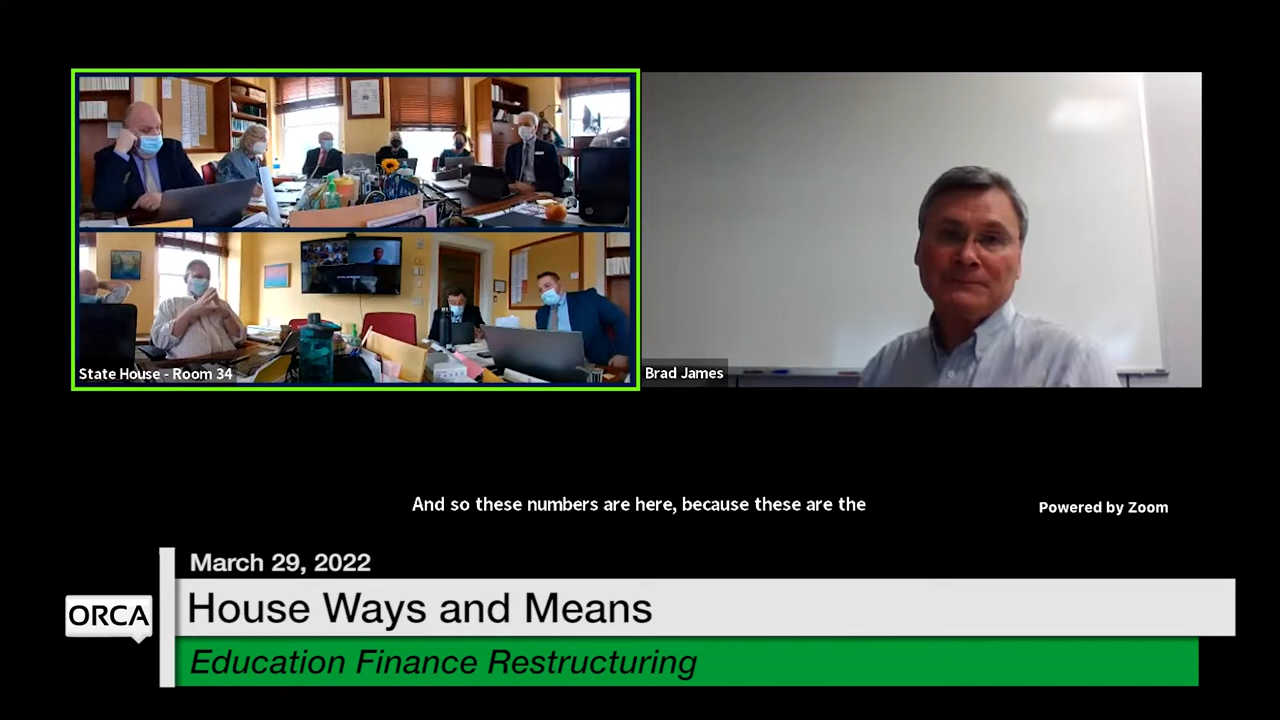 State House - Room 34
Brad James
And so these numbers are here, because these are the
Powered by Zoom
March 29, 2022
ORCA
House Ways and Means
Education Finance Restructuring